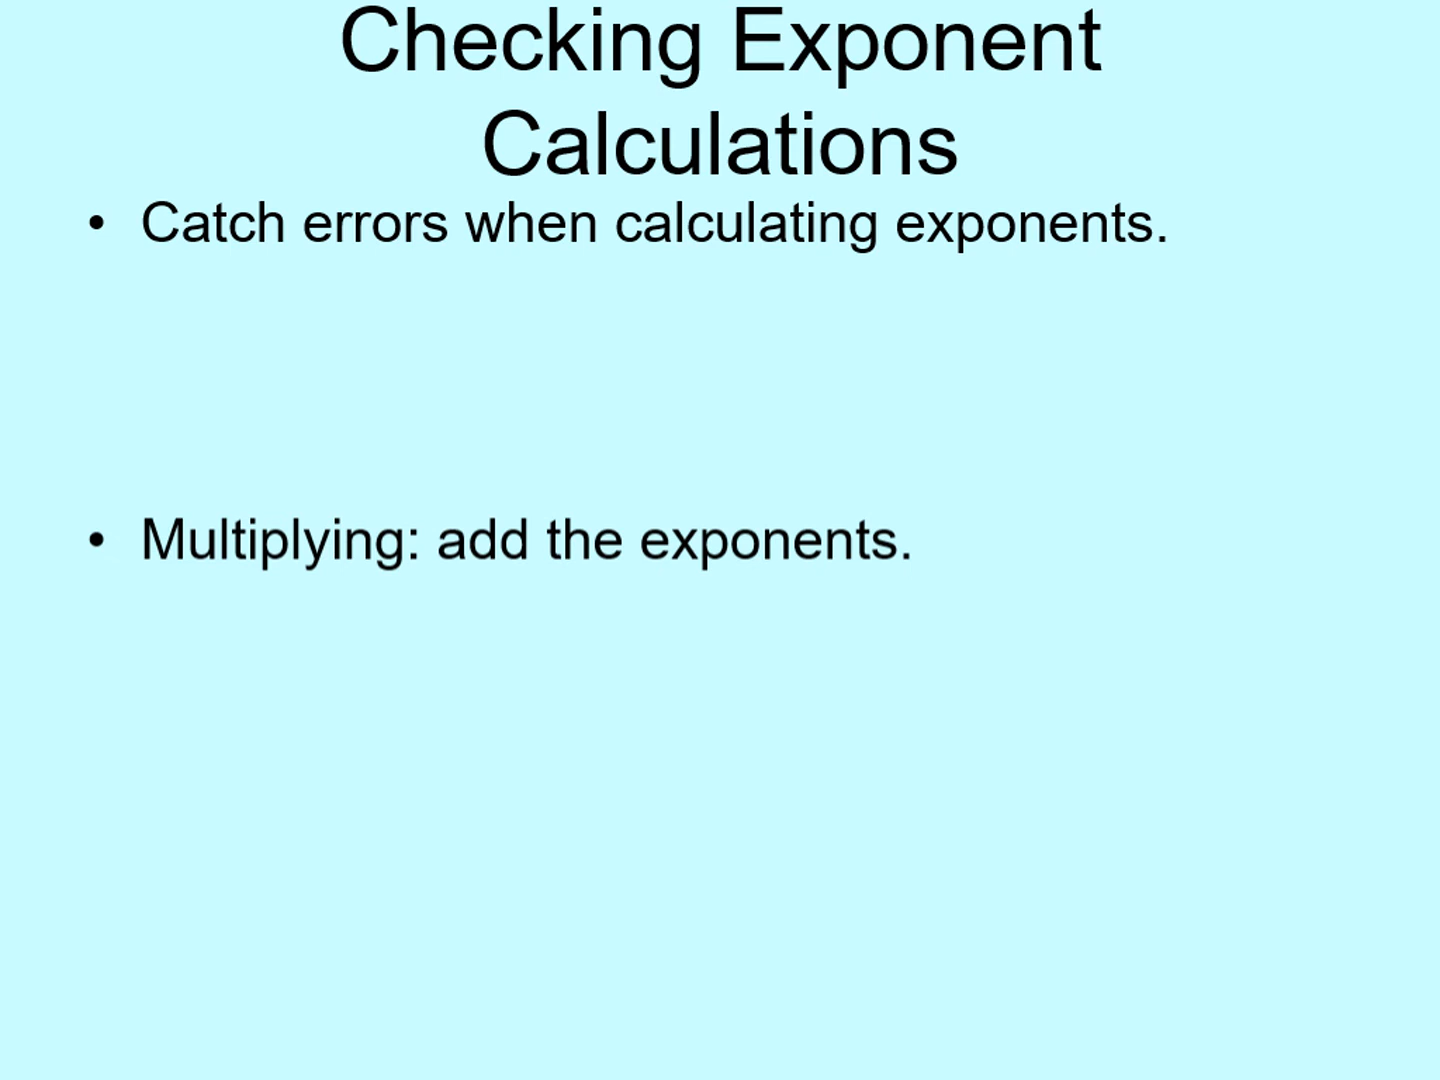 Checking Exponent
Calculations
• Catch errors when calculating exponents.
• Multiplying: add the exponents.